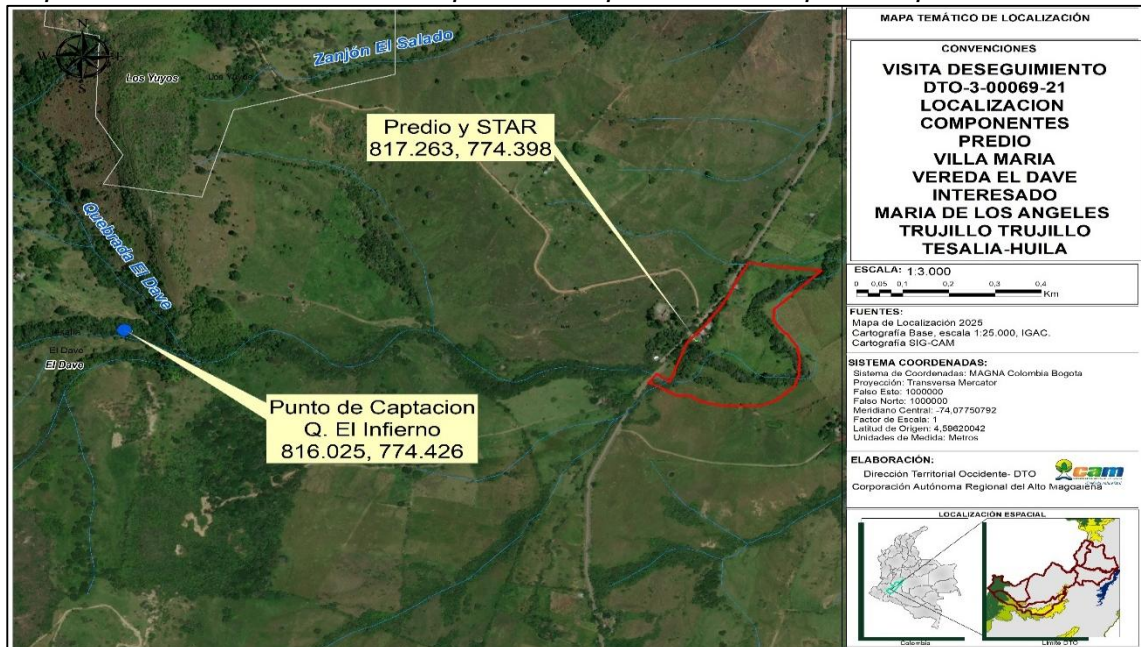 Zanjón El Salado
Los Yuyos
Los Yuyos
Predio y STAR
817.263, 774.398
Quebrada El Dave
El Dave
El Dave
Punto de Captacion
Q. El Infierno
816.025, 774.426
MAPA TEMÁTICO DE LOCALIZACIÓN
CONVENCIONES
VISITA DESEGUIMIENTO
DTO-3-00069-21
LOCALIZACION
COMPONENTES
PREDIO
VILLA MARIA
VEREDA EL DAVE
INTERESADO
MARIA DE LOS ANGELES
TRUJILLO TRUJILLO
TESALIA-HUILA
ESCALA: 1:3.000
0 0,05 0,1 0,2 0,3 0,4
Km
FUENTES:
Mapa de Localización 2025
Cartografía Base, escala 1:25.000, IGAC.
Cartografía SIG-CAM
SISTEMA COORDENADAS:
Sistema de Coordenadas: MAGNA Colombia Bogota
Proyección: Transversa Mercator
Falso Este: 1000000
Falso Norte: 1000000
Meridiano Central: -74,07750792
Factor de Escala: 1
Latitud de Origen: 4,59620042
Unidades de Medida: Metros
ELABORACIÓN:
Dirección Territorial Occidente- DTO
cam
Corporación Autónoma Regional del Alto Magdalena
LOCALIZACIÓN ESPACIAL
Colombia
Límite DTO